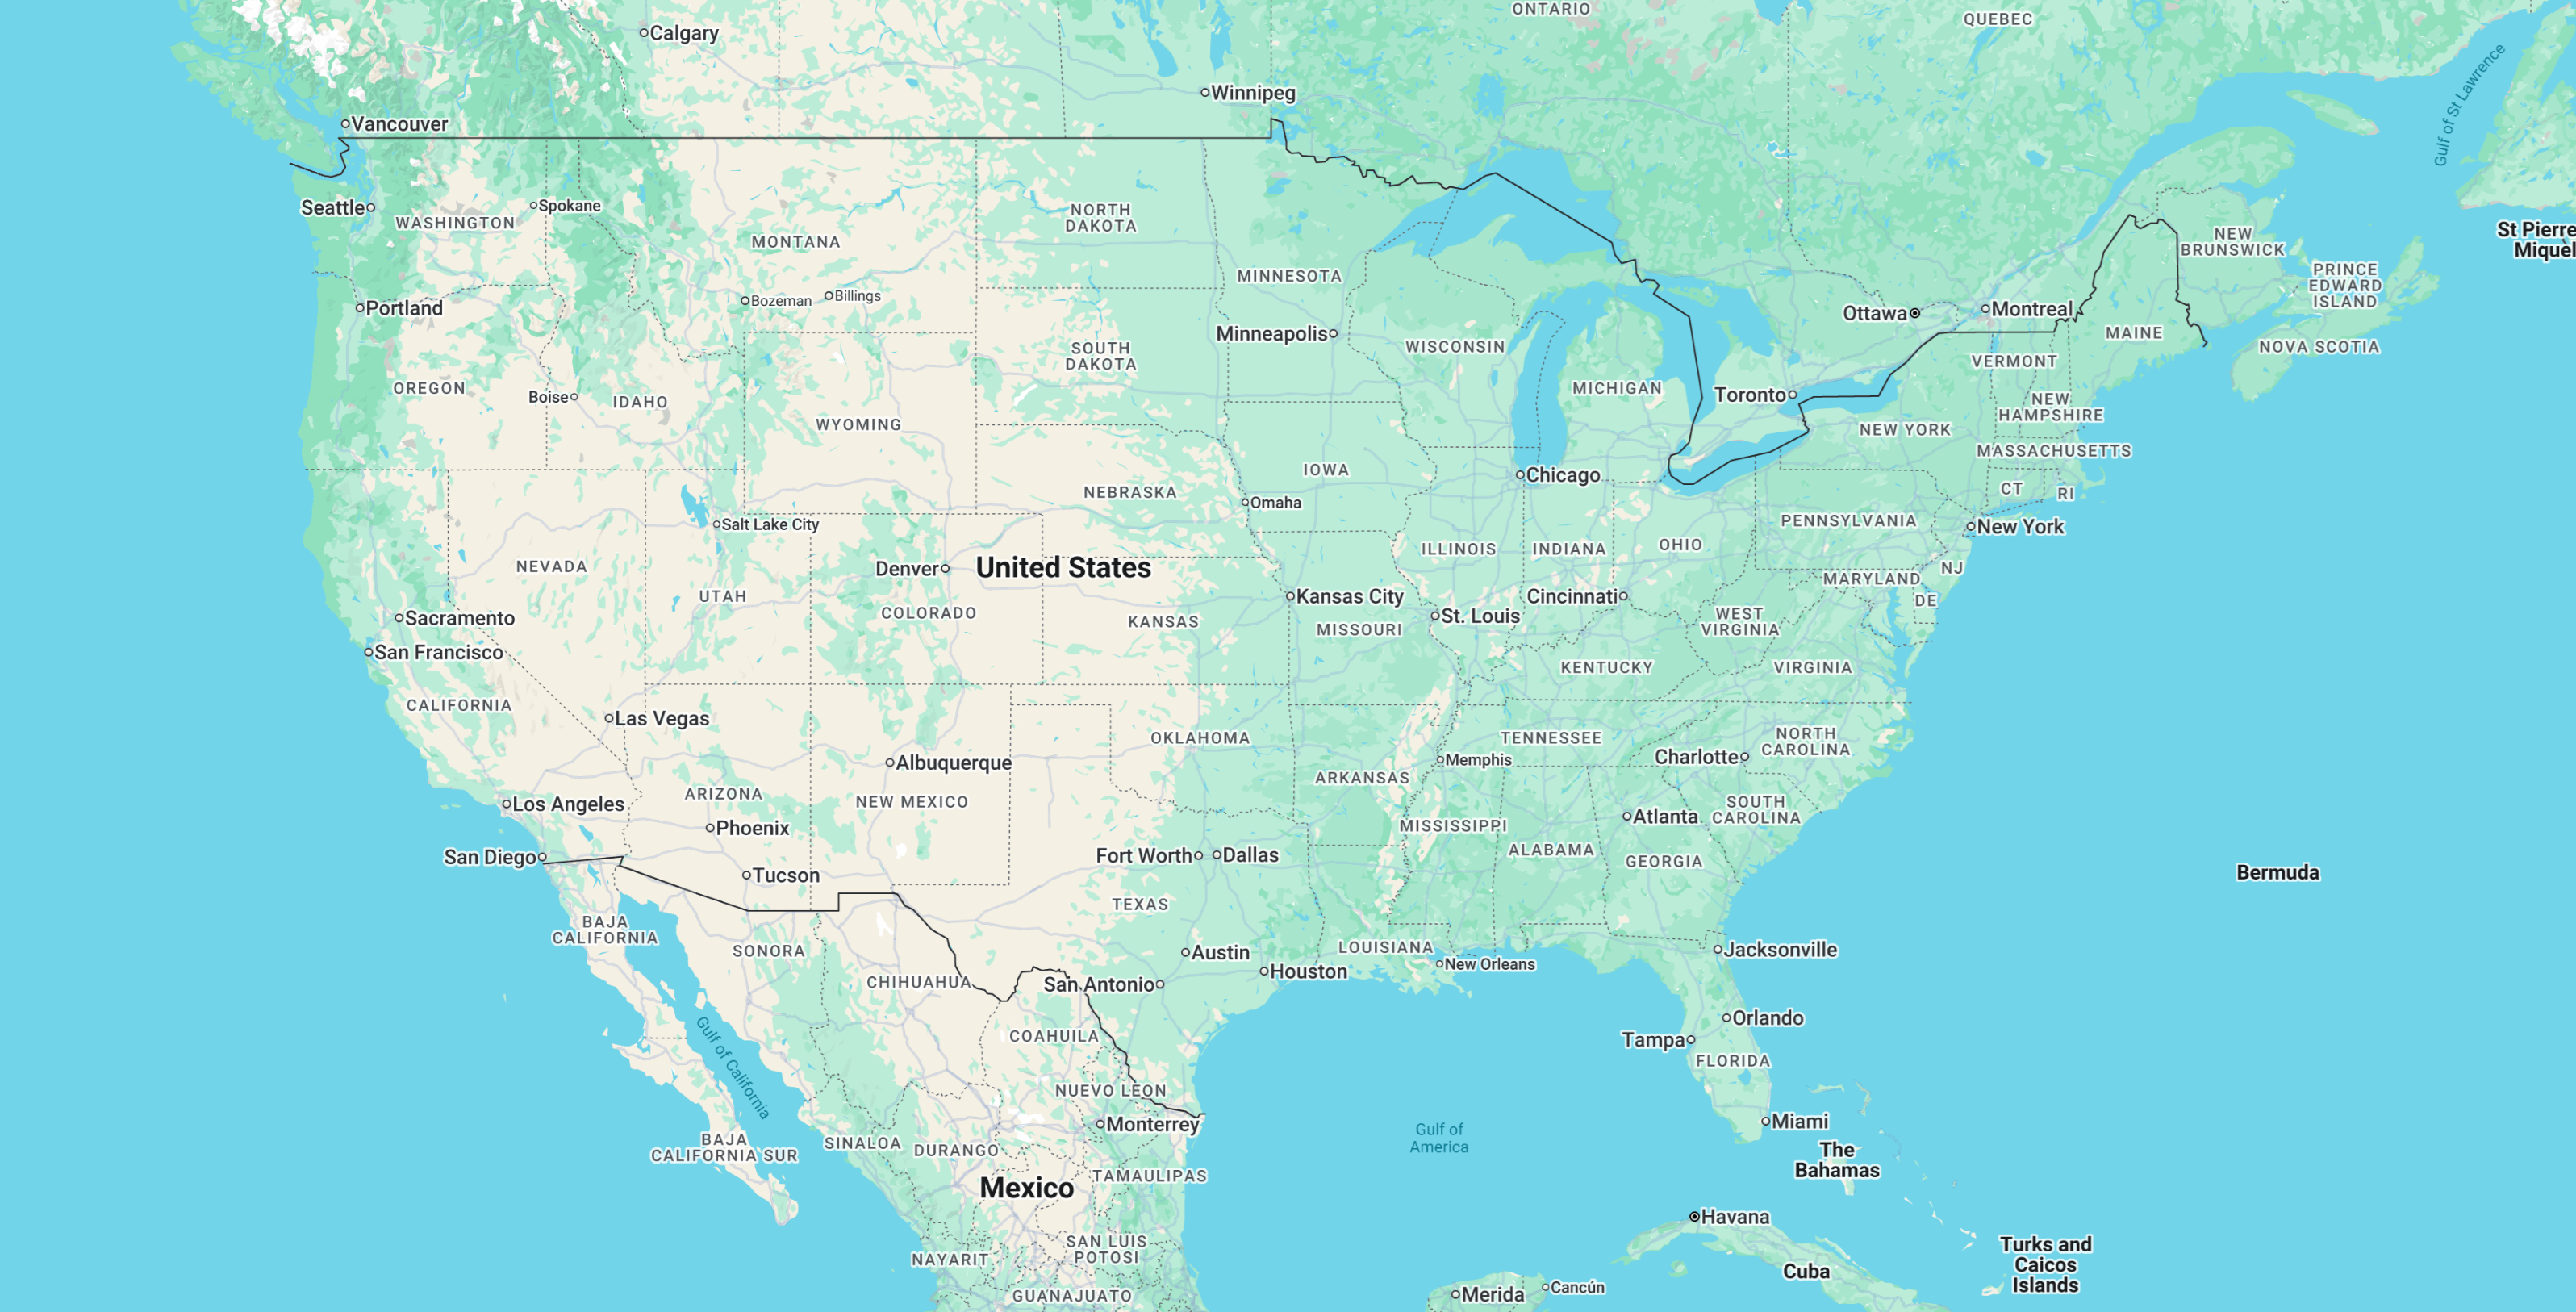 ONTARIO
QUEBEC
Calgary
Gulf of St Lawrence
Winnipeg
Vancouver
Seattle
Spokane
WASHINGTON
NORTH
DAKOTA
MONTANA
St Pierre
Miquel
NEW
BRUNSWICK
MINNESOTA
PRINCE
EDWARD
ISLAND
Bozeman
Billings
Portland
Ottawa
Montreal
Minneapolis
MAINE
WISCONSIN
NOVA SCOTIA
SOUTH
DAKOTA
VERMONT
OREGON
MICHIGAN
Boise
IDAHO
Toronto
NEW
HAMPSHIRE
WYOMING
NEW YORK
MASSACHUSETTS
IOWA
Chicago
CT
RI
NEBRASKA
Omaha
Salt Lake City
PENNSYLVANIA
New York
ILLINOIS
INDIANA
OHIO
NEVADA
Denver
United States
NJ
MARYLAND
UTAH
Kansas City
Cincinnati
DE
COLORADO
Sacramento
KANSAS
St. Louis
MISSOURI
WEST
VIRGINIA
San Francisco
KENTUCKY
VIRGINIA
CALIFORNIA
Las Vegas
OKLAHOMA
TENNESSEE
NORTH
CAROLINA
Albuquerque
Memphis
Charlotte
ARKANSAS
ARIZONA
NEW MEXICO
Los Angeles
SOUTH
CAROLINA
Atlanta
Phoenix
MISSISSIPPI
San Diego
Fort Worth
Dallas
ALABAMA
GEORGIA
Tucson
Bermuda
TEXAS
BAJA
CALIFORNIA
SONORA
Austin
LOUISIANA
Jacksonville
New Orleans
Houston
CHIHUAHUA
San Antonio
Orlando
COAHUILA
Tampa
FLORIDA
Gulf of California
NUEVO LEON
Monterrey
Miami
Gulf of
America
BAJA
CALIFORNIA SUR
SINALOA
DURANGO
The
Bahamas
TAMAULIPAS
Mexico
Havana
SAN LUIS
POTOSI
NAYARIT
Turks and
Caicos
Islands
Cuba
GUANAJUATO
Merida
Cancún